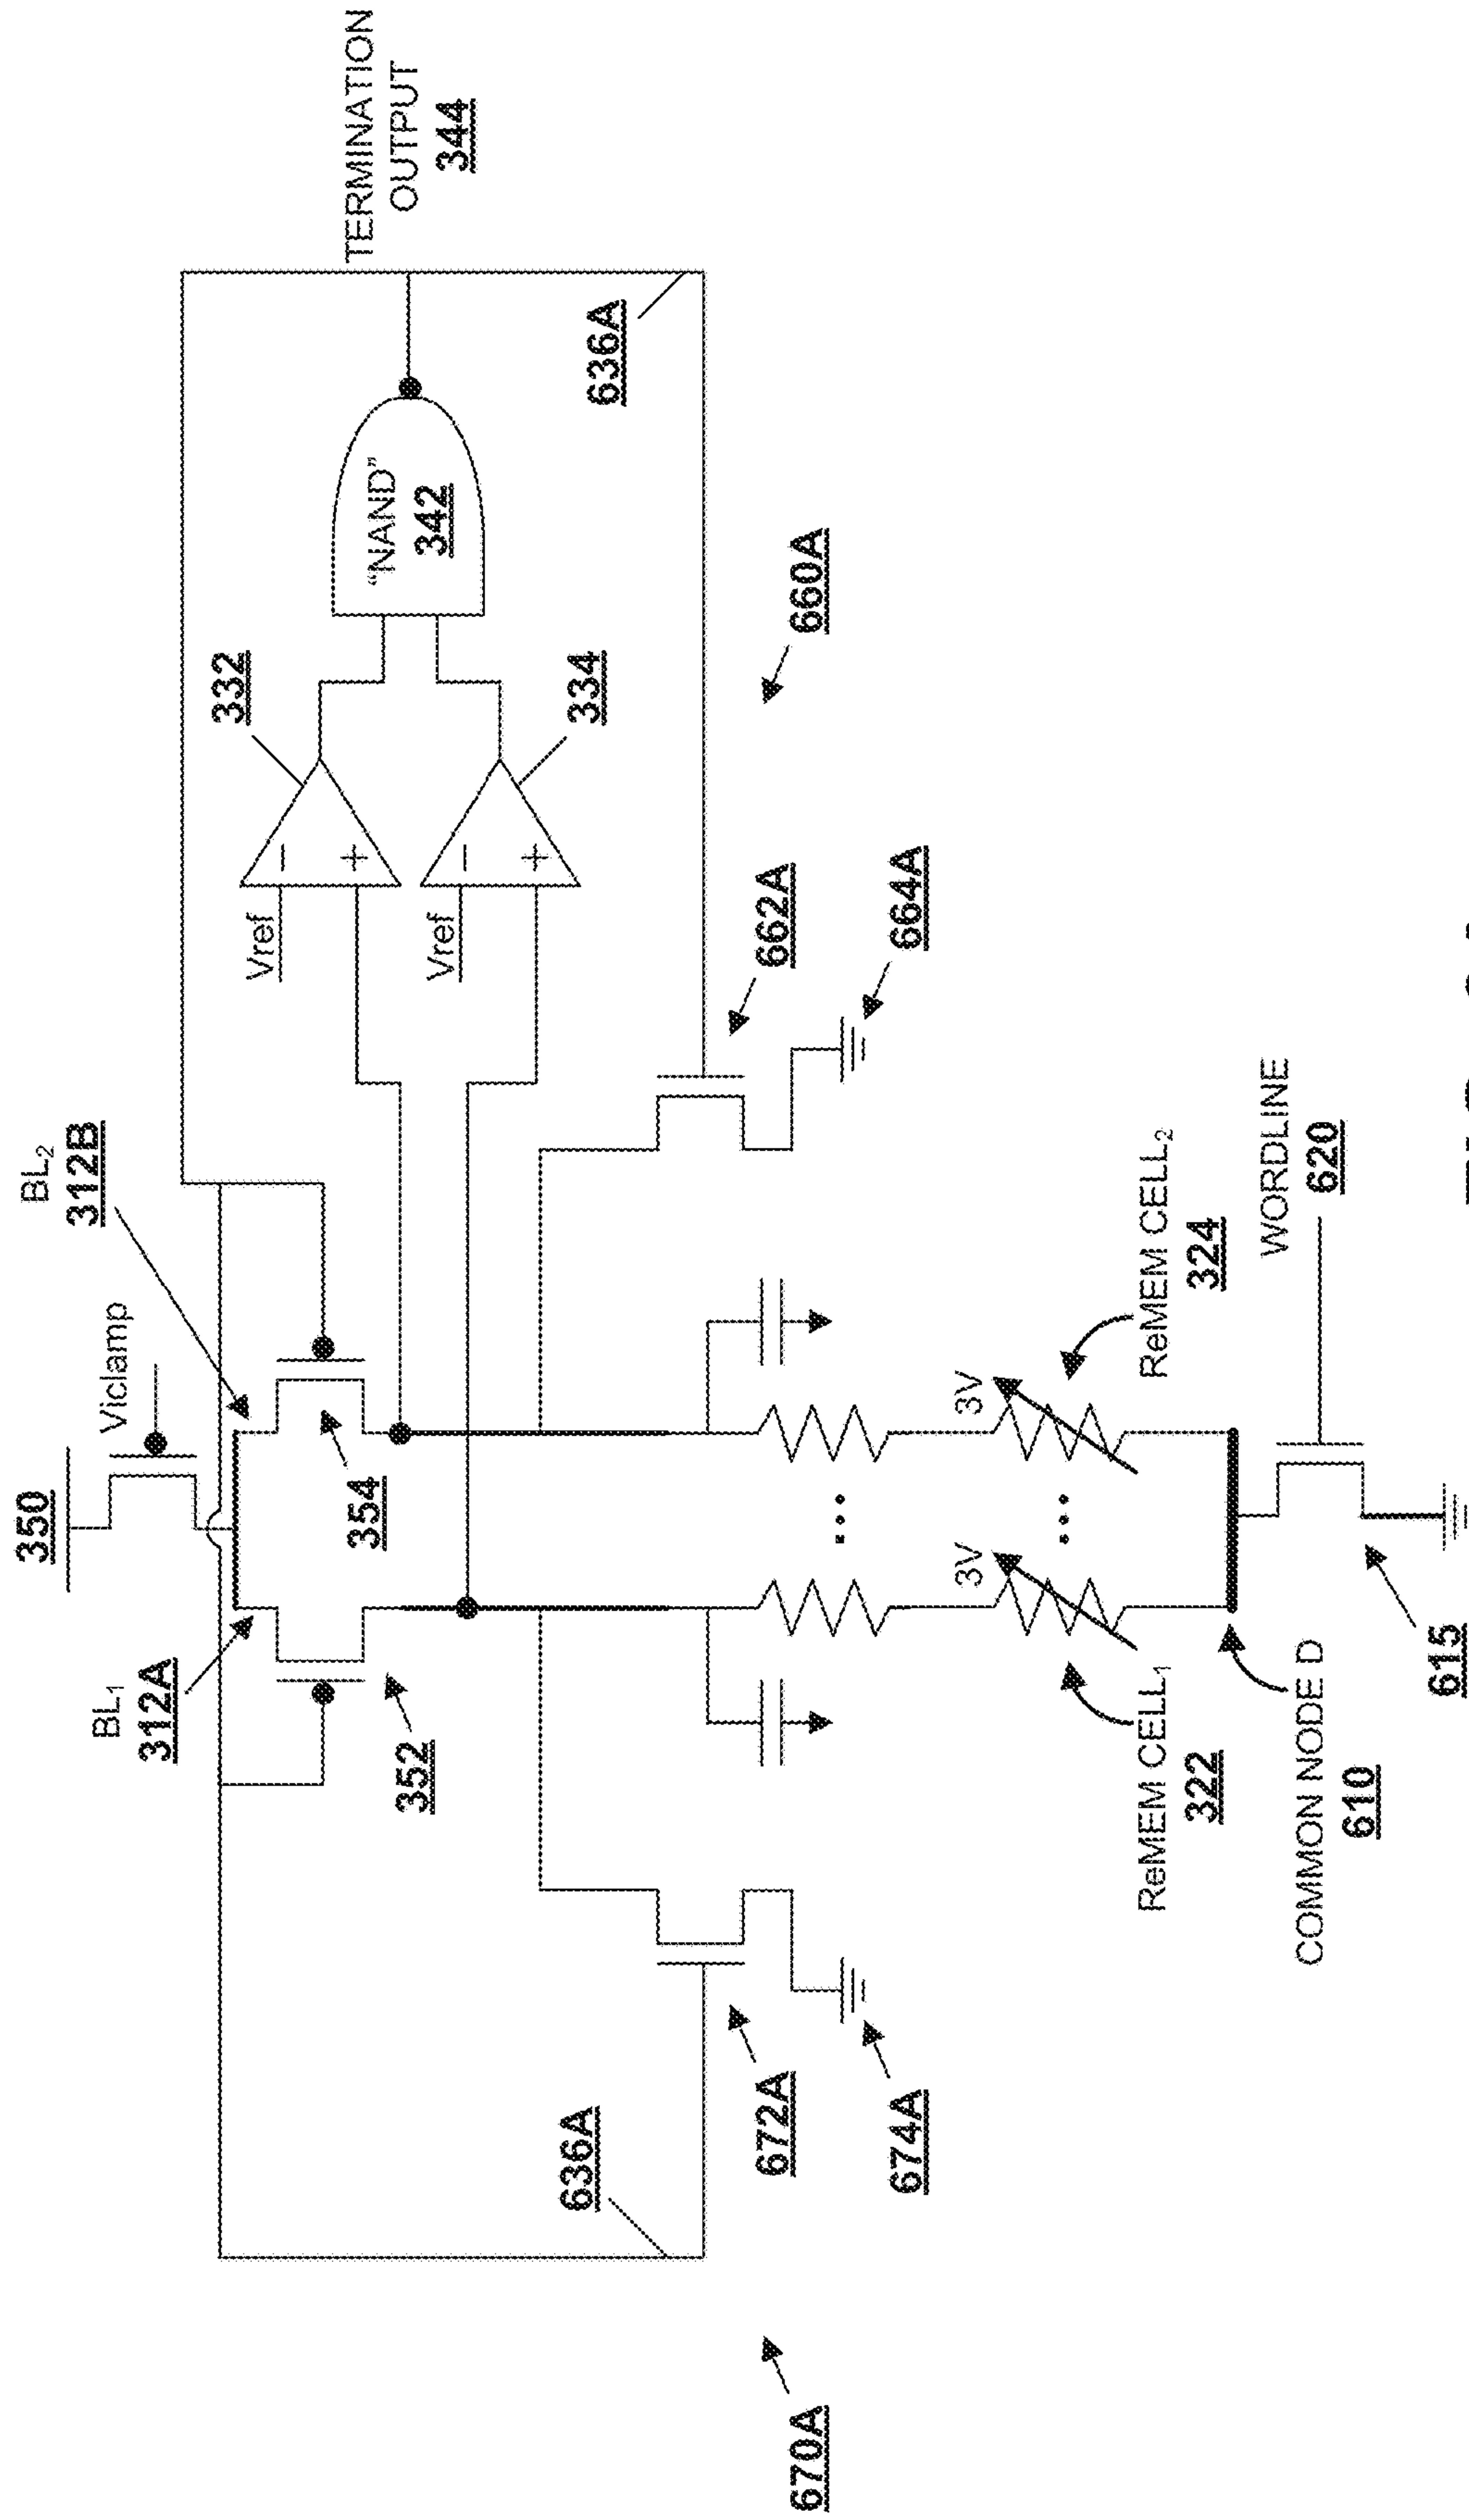 350
Viclamp
BL₂
312B
BL₁
312A
354
352
Vref
Vref
−
+
−
+
332
334
"NAND"
342
TERMINATION
OUTPUT
344
636A
636A
662A
664A
660A
672A
674A
670A
3V
3V
ReMEM CELL₁
322
ReMEM CELL₂
324
COMMON NODE D
610
WORDLINE
620
615